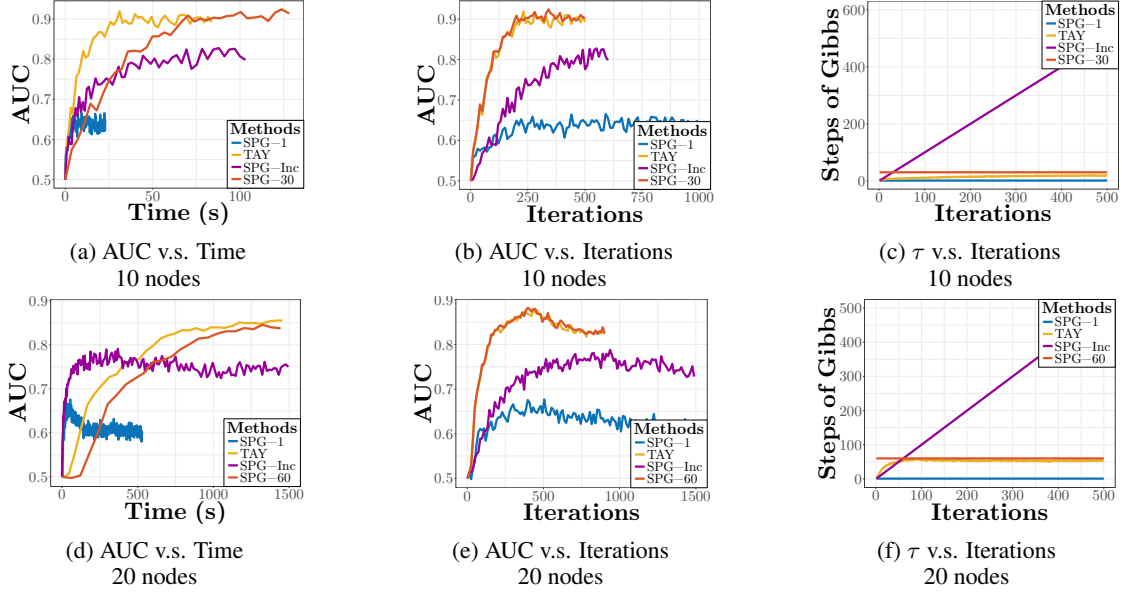 0.9
0.8
0.7
0.6
0.5
AUC
0
50
100
Time (s)
Methods
SPG−1
TAY
SPG−Inc
SPG−30
(a) AUC v.s. Time
10 nodes
0.9
0.8
0.7
0.6
0.5
AUC
0
250
500
750
1000
Iterations
Methods
SPG−1
TAY
SPG−Inc
SPG−30
(b) AUC v.s. Iterations
10 nodes
600
400
200
0
Steps of Gibbs
0
100
200
300
400
500
Iterations
Methods
SPG−1
TAY
SPG−Inc
SPG−30
(c) τ v.s. Iterations
10 nodes
0.9
0.8
0.7
0.6
0.5
AUC
0
500
1000
1500
Time (s)
Methods
SPG−1
TAY
SPG−Inc
SPG−60
(d) AUC v.s. Time
20 nodes
0.9
0.8
0.7
0.6
0.5
AUC
0
500
1000
1500
Iterations
Methods
SPG−1
TAY
SPG−Inc
SPG−60
(e) AUC v.s. Iterations
20 nodes
500
400
300
200
100
0
Steps of Gibbs
0
100
200
300
400
500
Iterations
Methods
SPG−1
TAY
SPG−Inc
SPG−60
(f) τ v.s. Iterations
20 nodes